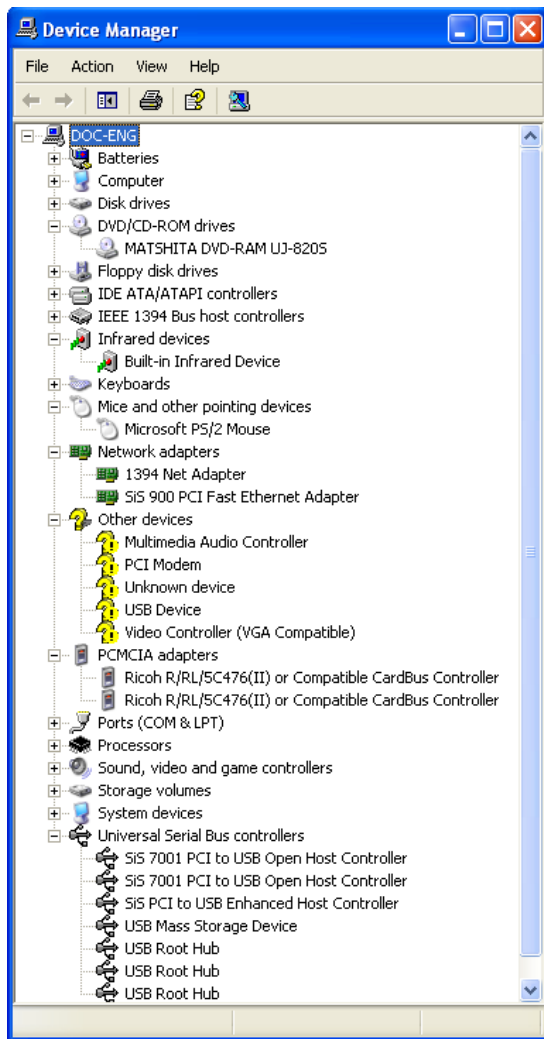 Device Manager
File Action View Help
DOC-ENG
Batteries
Computer
Disk drives
DVD/CD-ROM drives
MATSHITA DVD-RAM UJ-820S
Floppy disk drives
IDE ATA/ATAPI controllers
IEEE 1394 Bus host controllers
Infrared devices
Built-in Infrared Device
Keyboards
Mice and other pointing devices
Microsoft PS/2 Mouse
Network adapters
1394 Net Adapter
SiS 900 PCI Fast Ethernet Adapter
Other devices
Multimedia Audio Controller
PCI Modem
Unknown device
USB Device
Video Controller (VGA Compatible)
PCMCIA adapters
Ricoh R/RL/5C476(II) or Compatible CardBus Controller
Ricoh R/RL/5C476(II) or Compatible CardBus Controller
Ports (COM & LPT)
Processors
Sound, video and game controllers
Storage volumes
System devices
Universal Serial Bus controllers
SiS 7001 PCI to USB Open Host Controller
SiS 7001 PCI to USB Open Host Controller
SiS PCI to USB Enhanced Host Controller
USB Mass Storage Device
USB Root Hub
USB Root Hub
USB Root Hub